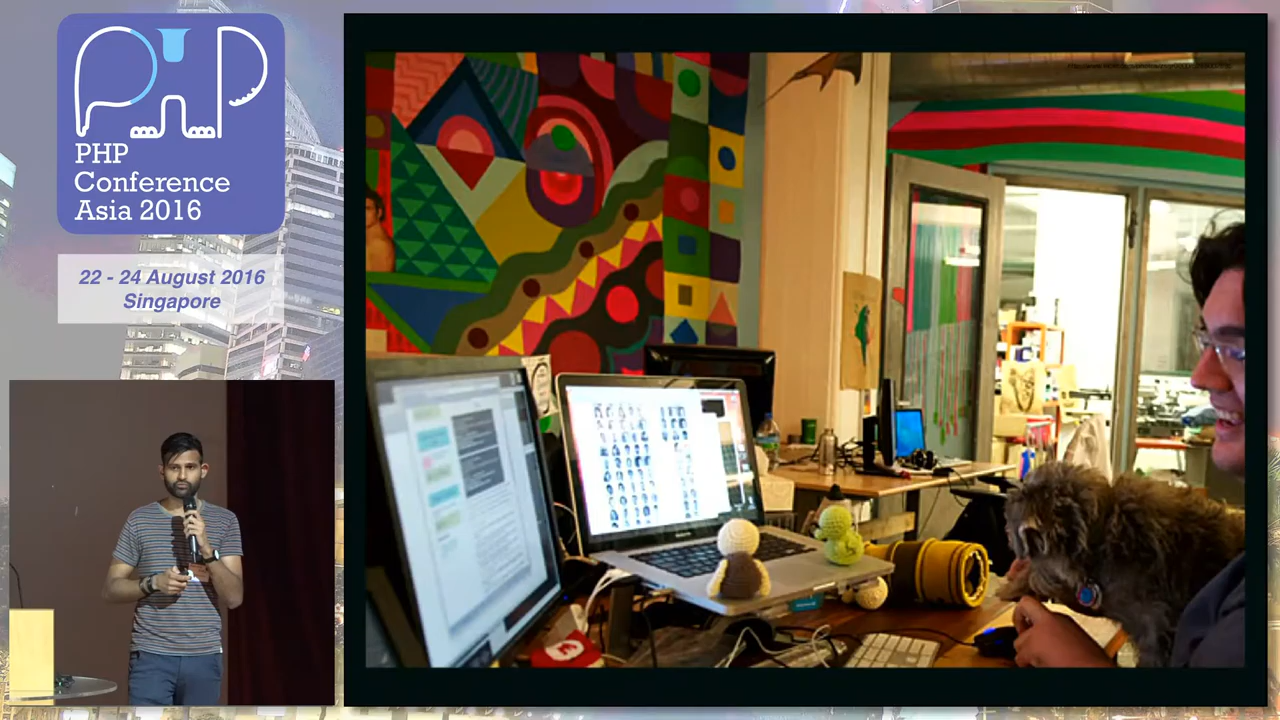 PHP
Conference
Asia 2016
22 - 24 August 2016
Singapore